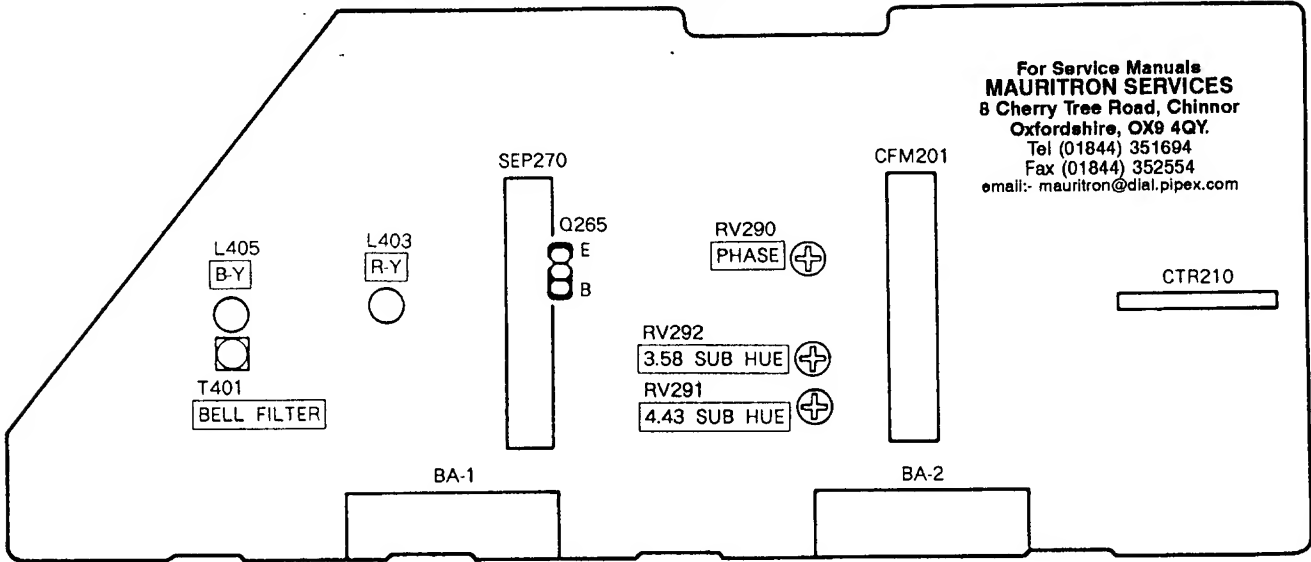 For Service Manuals
MAURITRON SERVICES
8 Cherry Tree Road, Chinnor
Oxfordshire, OX9 4QY.
Tel (01844) 351694
Fax (01844) 352554
email:- mauritron@dial.pipex.com
SEP270
CFM201
Q265
E
B
L405
B-Y
L403
R-Y
RV290
PHASE
CTR210
RV292
3.58 SUB HUE
T401
BELL FILTER
RV291
4.43 SUB HUE
BA-1
BA-2